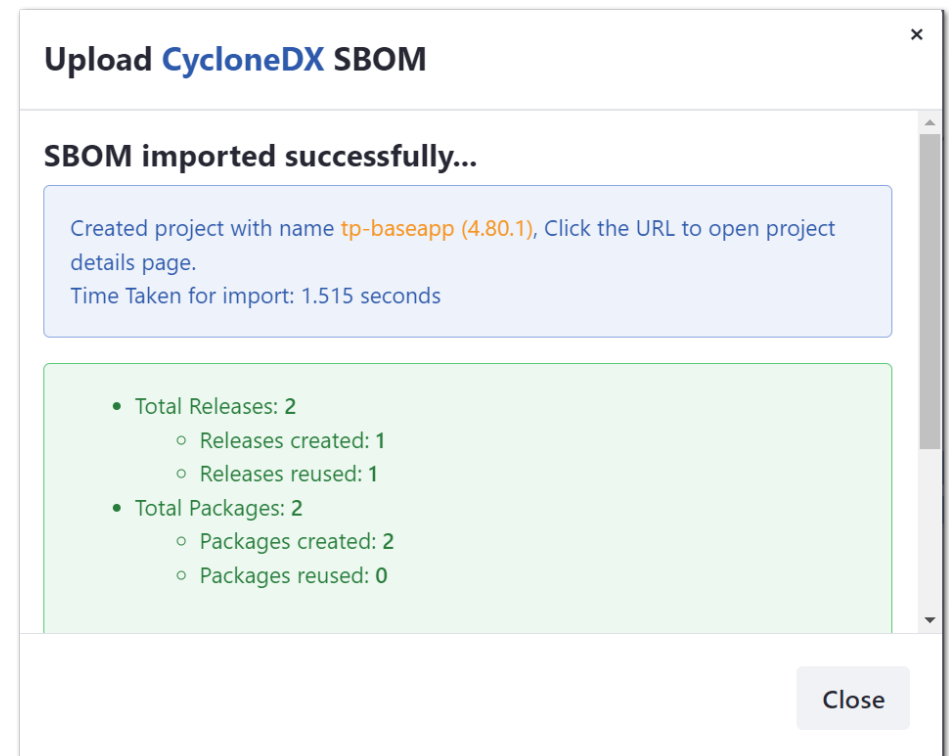 Upload CycloneDX SBOM
×
SBOM imported successfully...
Created project with name tp-baseapp (4.80.1), Click the URL to open project
details page.
Time Taken for import: 1.515 seconds
Total Releases: 2
Releases created: 1
Releases reused: 1
Total Packages: 2
Packages created: 2
Packages reused: 0
Close